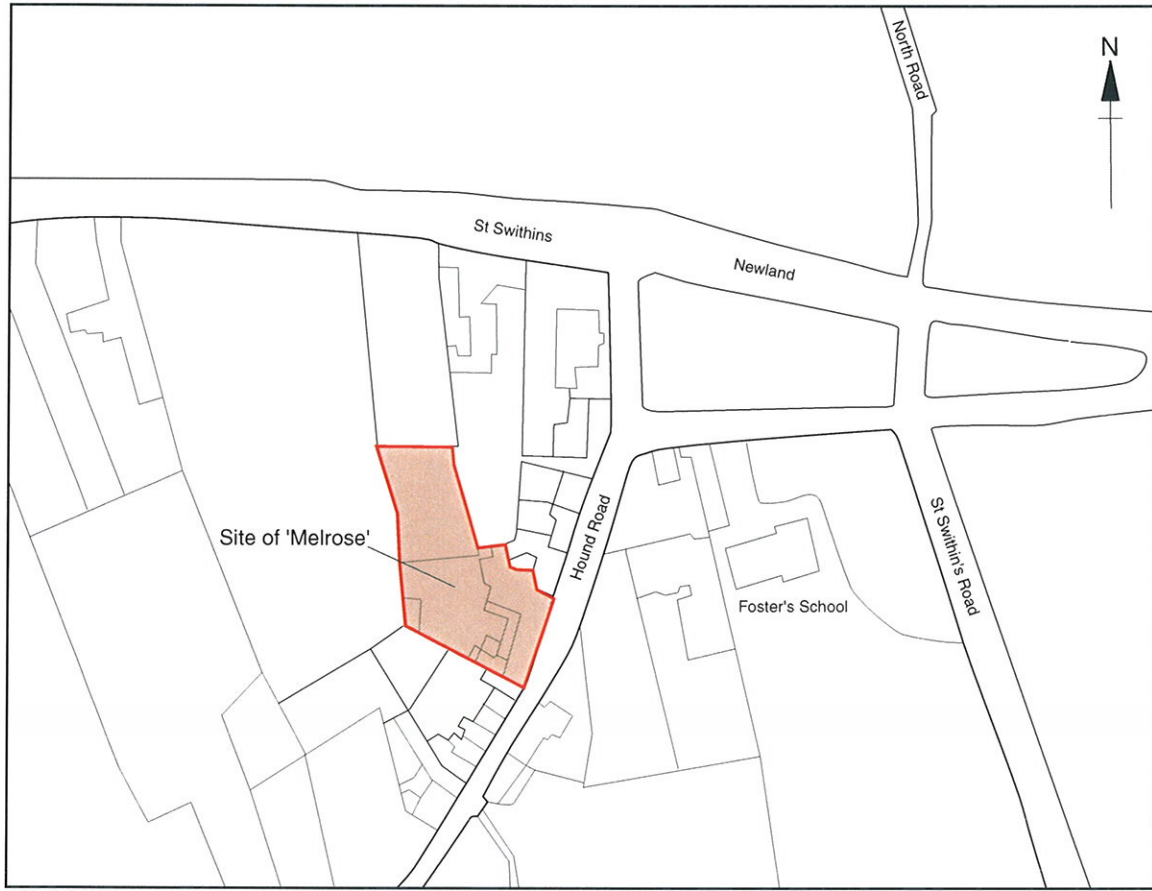 North Road
N
St Swithins
Newland
Site of 'Melrose'
Hound Road
Foster's School
St Swithin's Road